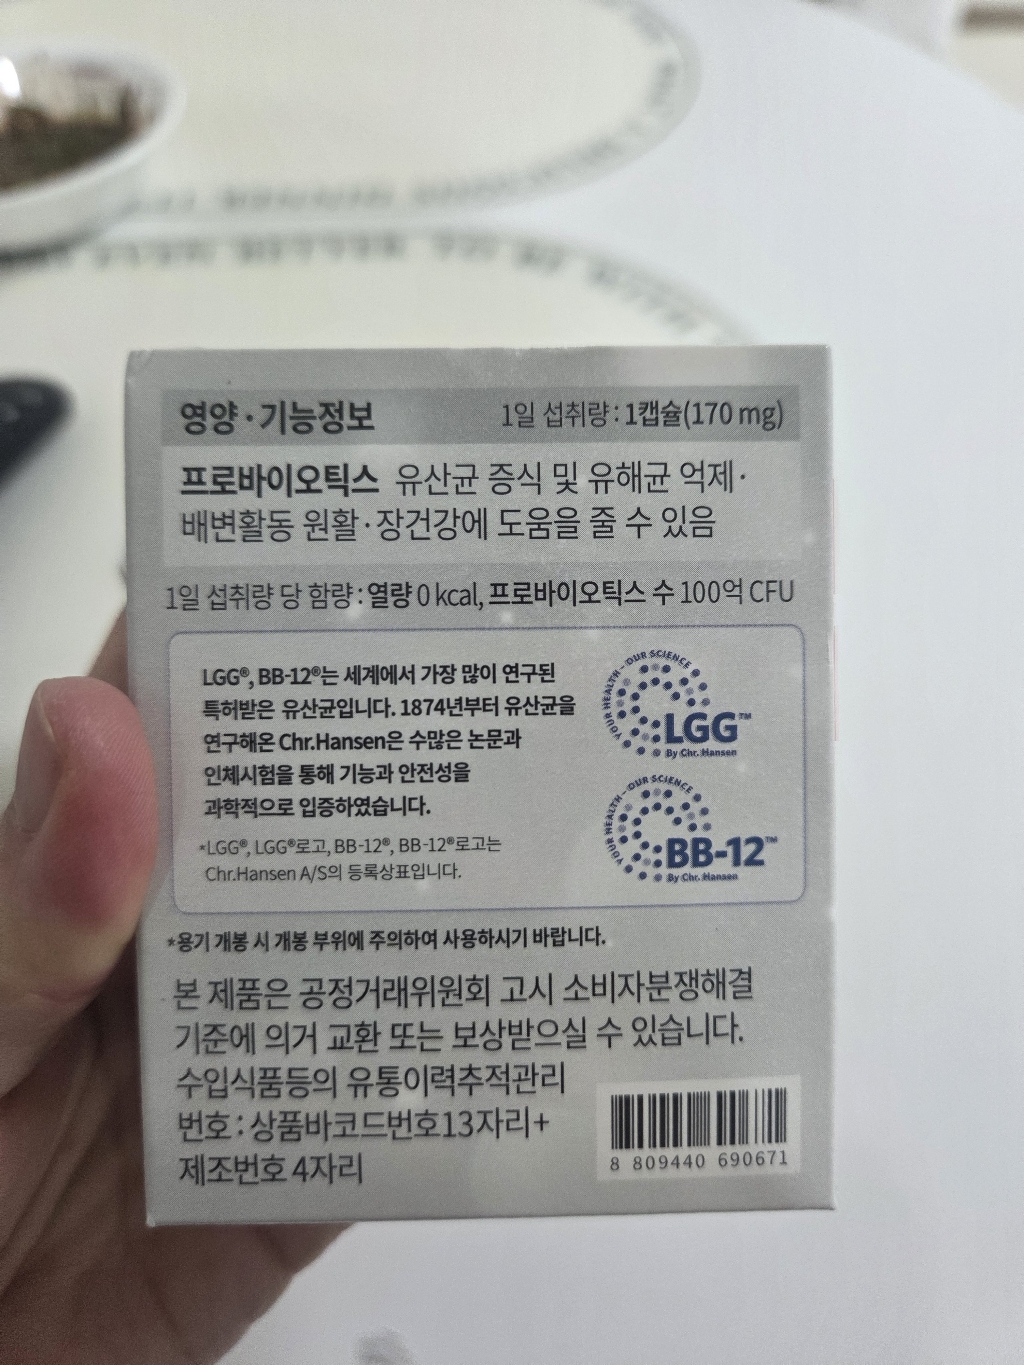 영양·기능정보 1일 섭취량 : 1캡슐(170 mg)
프로바이오틱스 유산균 증식 및 유해균 억제·
배변활동 원활·장건강에 도움을 줄 수 있음
1일 섭취량 당 함량 : 열량 0 kcal, 프로바이오틱스 수 100억 CFU
LGG®, BB-12®는 세계에서 가장 많이 연구된
특허받은 유산균입니다. 1874년부터 유산균을
연구해온 Chr.Hansen은 수많은 논문과
인체시험을 통해 기능과 안전성을
과학적으로 입증하였습니다.
*LGG®, LGG®로고, BB-12®, BB-12®로고는
Chr.Hansen A/S의 등록상표입니다.
YOUR HEALTH – OUR SCIENCE
LGG™
By Chr. Hansen
YOUR HEALTH – OUR SCIENCE
BB-12™
By Chr. Hansen
*용기 개봉 시 개봉 부위에 주의하여 사용하시기 바랍니다.
본 제품은 공정거래위원회 고시 소비자분쟁해결
기준에 의거 교환 또는 보상받으실 수 있습니다.
수입식품등의 유통이력추적관리
번호 : 상품바코드번호13자리+
제조번호 4자리
8 809440 690671